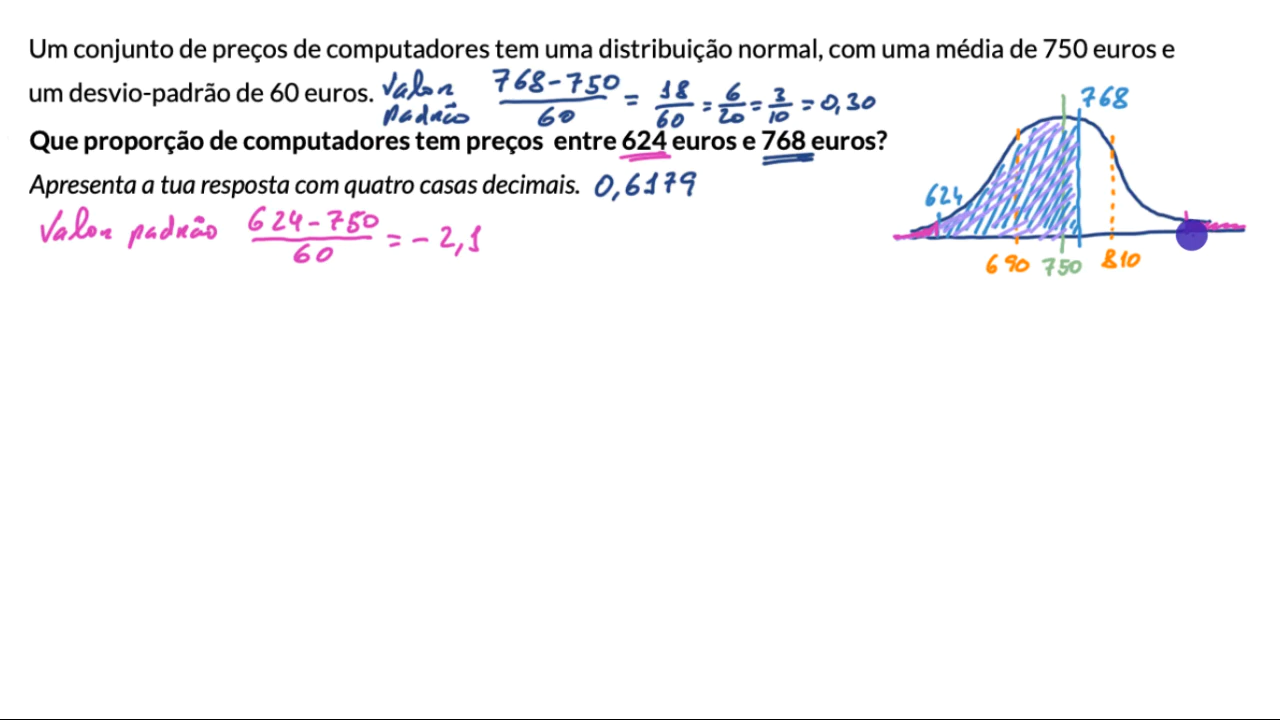 Um conjunto de preços de computadores tem uma distribuição normal, com uma média de 750 euros e
um desvio-padrão de 60 euros. Valor padrão 768-750/60 = 18/60 = 6/20 = 3/10 = 0,30
Que proporção de computadores tem preços entre 624 euros e 768 euros?
Apresenta a tua resposta com quatro casas decimais. 0,6179
Valor padrão 624-750/60 = -2,1
768
624
690 750 810